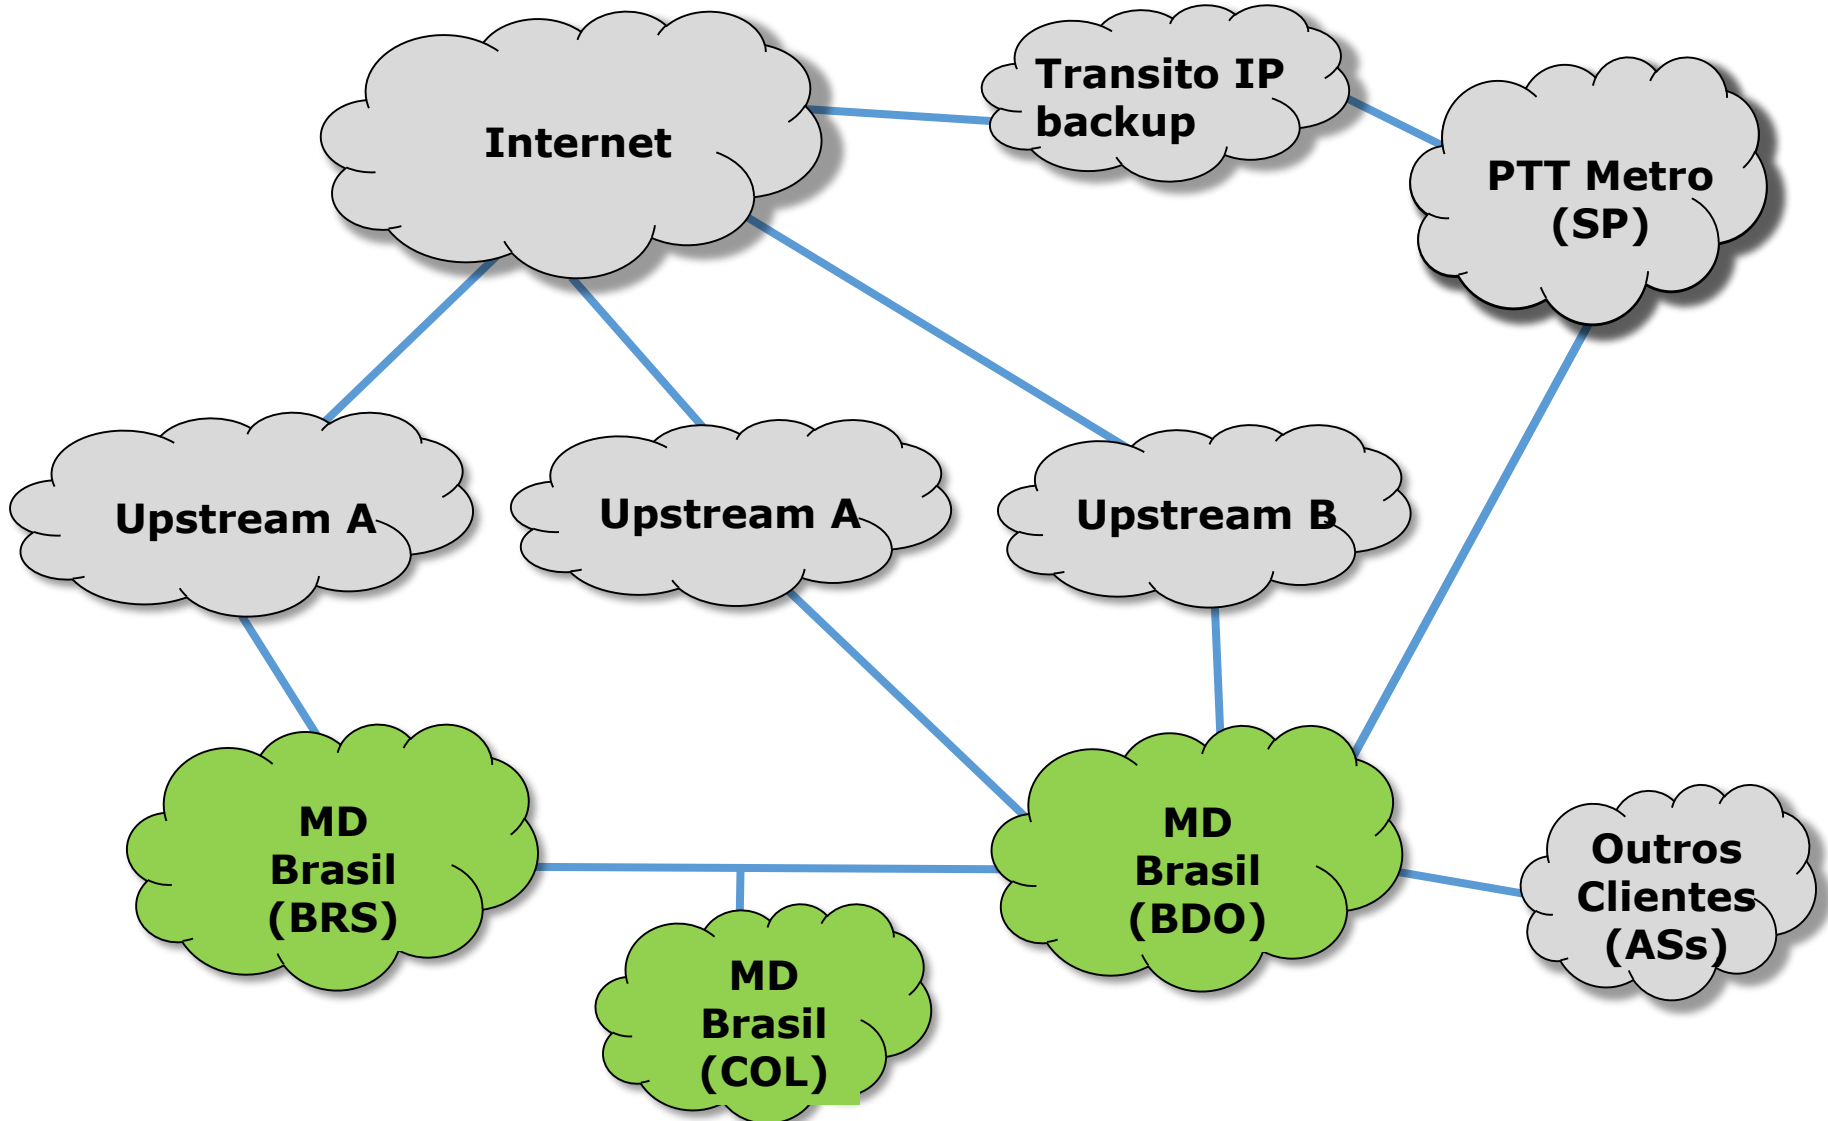 Internet
Transito IP
backup
PTT Metro
(SP)
Upstream A
Upstream A
Upstream B
MD
Brasil
(BRS)
MD
Brasil
(COL)
MD
Brasil
(BDO)
Outros
Clientes
(ASs)